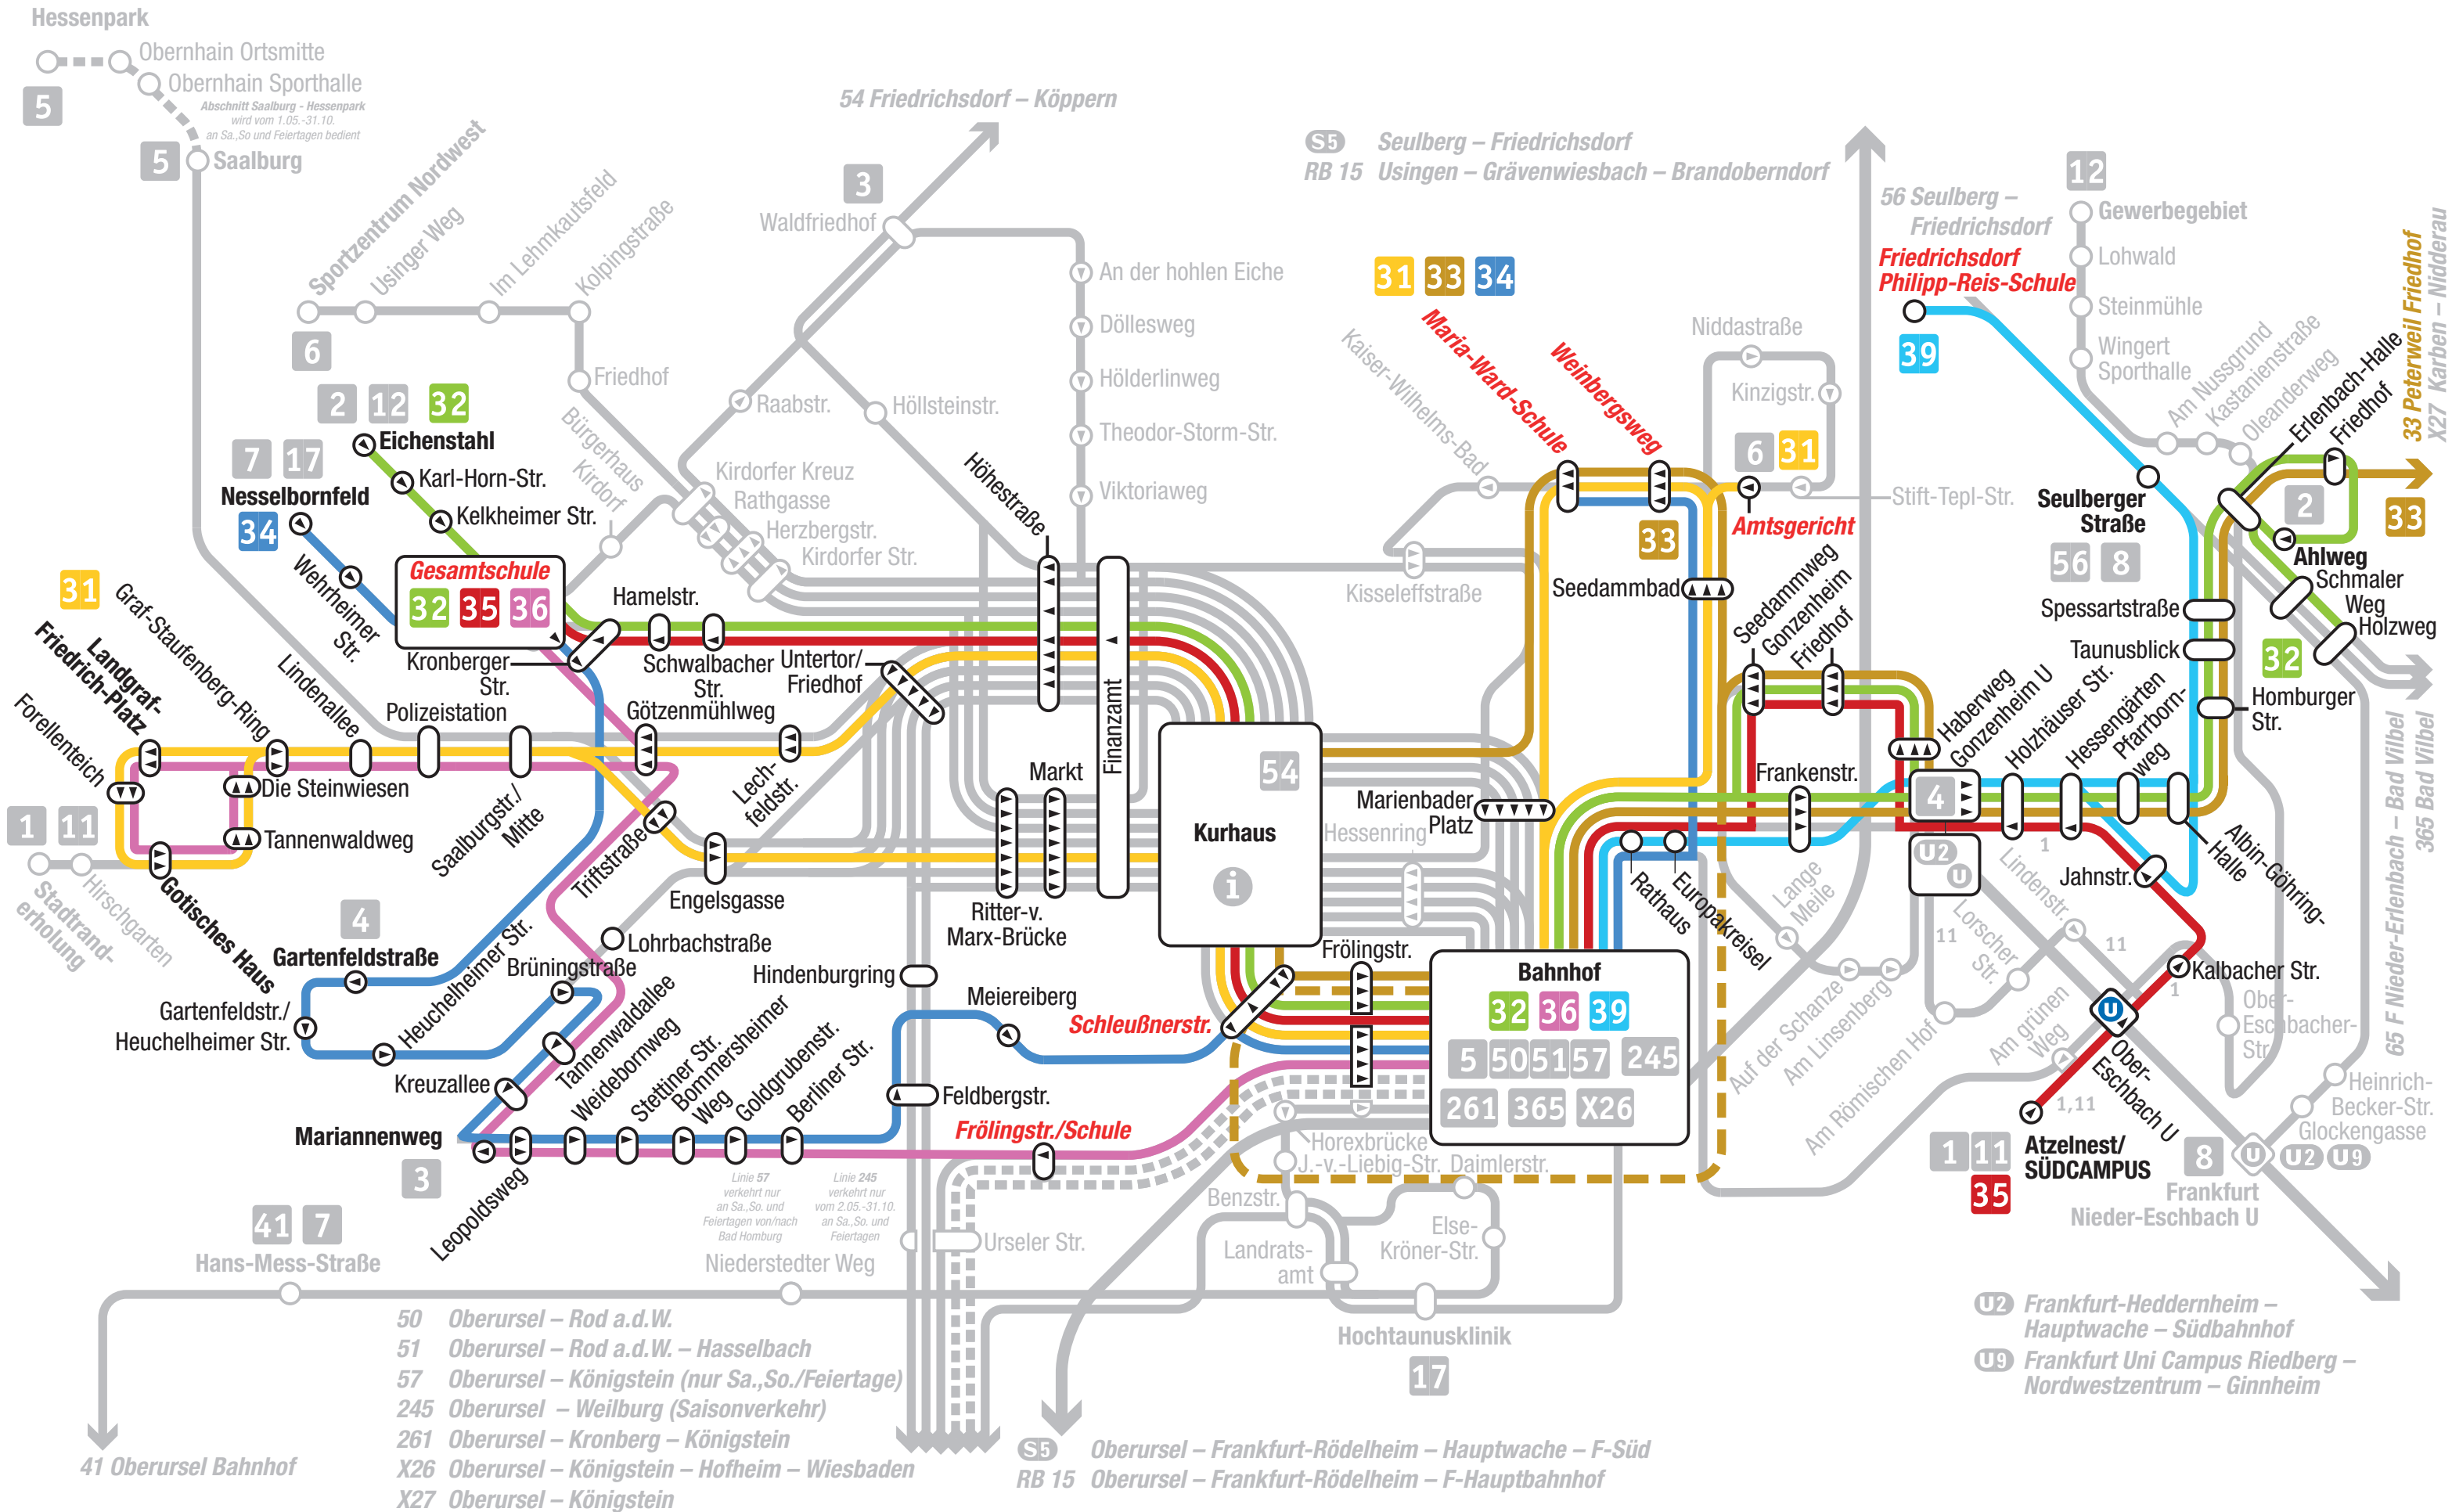 Hessenpark
Obernhain Ortsmitte
Obernhain Sporthalle
5
Abschnitt Saalburg - Hessenpark
wird vom 1.05.-31.10.
an Sa.,So und Feiertagen bedient
5
Saalburg
54 Friedrichsdorf – Köppern
3
Waldfriedhof
S5 Seulberg – Friedrichsdorf
RB 15 Usingen – Grävenwiesbach – Brandoberndorf
56 Seulberg –
Friedrichsdorf
Friedrichsdorf
Philipp-Reis-Schule
39
12
Gewerbegebiet
Lohwald
Steinmühle
Wingert
Sporthalle
Am Nussgrund
Kastanienstraße
Oleanderweg
Erlenbach-Halle
Friedhof
33 Peterweil Friedhof
X27 Karben – Nidderau
Sportzentrum Nordwest
Usinger Weg
Im Lehmkautsfeld
Kolpingstraße
6
Friedhof
Bürgerhaus
Kirdorf
2 12 32
Eichenstahl
Karl-Horn-Str.
Kelkheimer Str.
7 17
Nesselbornfeld
34
Wehrheimer
Str.
Raabstr.
Höllsteinstr.
An der hohlen Eiche
Döllesweg
Hölderlinweg
Theodor-Storm-Str.
Viktoriaweg
Kirdorfer Kreuz
Rathgasse
Herzbergstr.
Kirdorfer Str.
Höhestraße
31 33 34
Maria-Ward-Schule
Weinbergsweg
Kaiser-Wilhelms-Bad
Kisseleffstraße
Niddastraße
Kinzigstr.
6 31
Stift-Tepl-Str.
Amtsgericht
33
Seedammbad
Seedammweg
Gonzenheim
Friedhof
Seulberger
Straße
56 8
2
33
Ahlweg
Schmaler
Weg
Holzweg
32
Spessartstraße
Taunusblick
Homburger
Str.
Gesamtschule
32 35 36
Kronberger
Str.
Hamelstr.
Schwalbacher
Str.
Untertor/
Friedhof
Götzenmühlweg
31
Graf-Staufenberg-Ring
Landgraf-
Friedrich-Platz
Forellenteich
Lindenallee
Polizeistation
Die Steinwiesen
Tannenwaldweg
Saalburgstr./
Mitte
Triftstraße
Lech-
feldstr.
Engelsgasse
Markt
Finanzamt
Ritter-v.
Marx-Brücke
Kurhaus
54
i
Marienbader
Platz
Hessenring
Frankenstr.
Haberweg
Gonzenheim U
4
U2
U
Holzhäuser Str.
Hessengärten
Pfarrborn-
weg
Albin-Göhring-
Halle
Jahnstr.
1
Lindenstr.
11
Lorscher
Str.
11
1
Kalbacher Str.
Ober-
Eschbacher-
Str.
65 F Nieder-Erlenbach – Bad Vilbel
365 Bad Vilbel
1 11
Stadtrand-
erholung
Hirschgarten
Gotisches Haus
4
Gartenfeldstraße
Gartenfeldstr./
Heuchelheimer Str.
Heuchelheimer Str.
Brüningstraße
Lohrbachstraße
Tannenwaldallee
Kreuzallee
Mariannenweg
3
Leopoldsweg
Weidebornweg
Stettiner Str.
Bommersheimer
Weg
Goldgrubenstr.
Berliner Str.
Hindenburgring
Meiereiberg
Feldbergstr.
Frölingstr./Schule
Schleußnerstr.
Frölingstr.
Bahnhof
32 36 39
5 50 51 57 245
261 365 X26
Rathaus
Europakreisel
Lange
Meile
Auf der Schanze
Am Linsenberg
Am Römischen Hof
Am grünen
Weg
1,11
U
Ober-
Eschbach U
1 11
35
Atzelnest/
SÜDCAMPUS
8
U
U2 U9
Frankfurt
Nieder-Eschbach U
Heinrich-
Becker-Str.
Glockengasse
Horexbrücke
J.-v.-Liebig-Str.
Daimlerstr.
Benzstr.
Landrats-
amt
Else-
Kröner-Str.
Hochtaunusklinik
17
Linie 57
verkehrt nur
an Sa.,So. und
Feiertagen von/nach
Bad Homburg
Linie 245
verkehrt nur
vom 2.05.-31.10.
an Sa.,So. und
Feiertagen
Urseler Str.
Niederstedter Weg
41 7
Hans-Mess-Straße
41 Oberursel Bahnhof
50 Oberursel – Rod a.d.W.
51 Oberursel – Rod a.d.W. – Hasselbach
57 Oberursel – Königstein (nur Sa.,So./Feiertage)
245 Oberursel – Weilburg (Saisonverkehr)
261 Oberursel – Kronberg – Königstein
X26 Oberursel – Königstein – Hofheim – Wiesbaden
X27 Oberursel – Königstein
S5 Oberursel – Frankfurt-Rödelheim – Hauptwache – F-Süd
RB 15 Oberursel – Frankfurt-Rödelheim – F-Hauptbahnhof
U2 Frankfurt-Heddernheim –
Hauptwache – Südbahnhof
U9 Frankfurt Uni Campus Riedberg –
Nordwestzentrum – Ginnheim